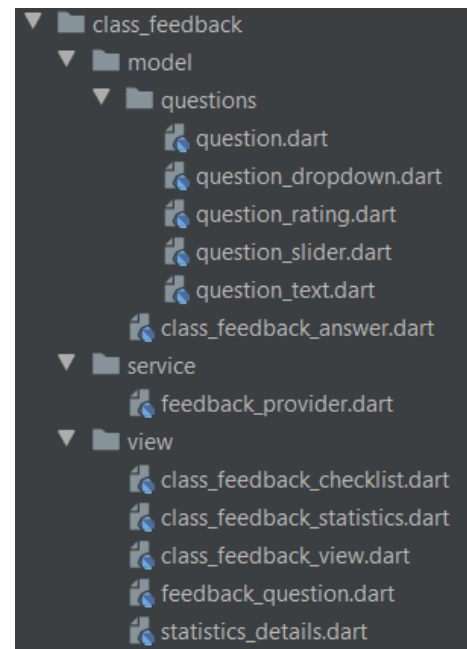 class_feedback
model
questions
question.dart
question_dropdown.dart
question_rating.dart
question_slider.dart
question_text.dart
class_feedback_answer.dart
service
feedback_provider.dart
view
class_feedback_checklist.dart
class_feedback_statistics.dart
class_feedback_view.dart
feedback_question.dart
statistics_details.dart